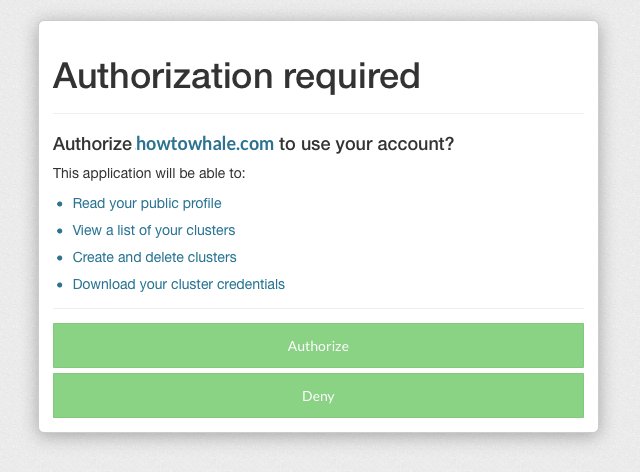 Authorization required
Authorize howtowhale.com to use your account?
This application will be able to:
Read your public profile
View a list of your clusters
Create and delete clusters
Download your cluster credentials
Authorize
Deny